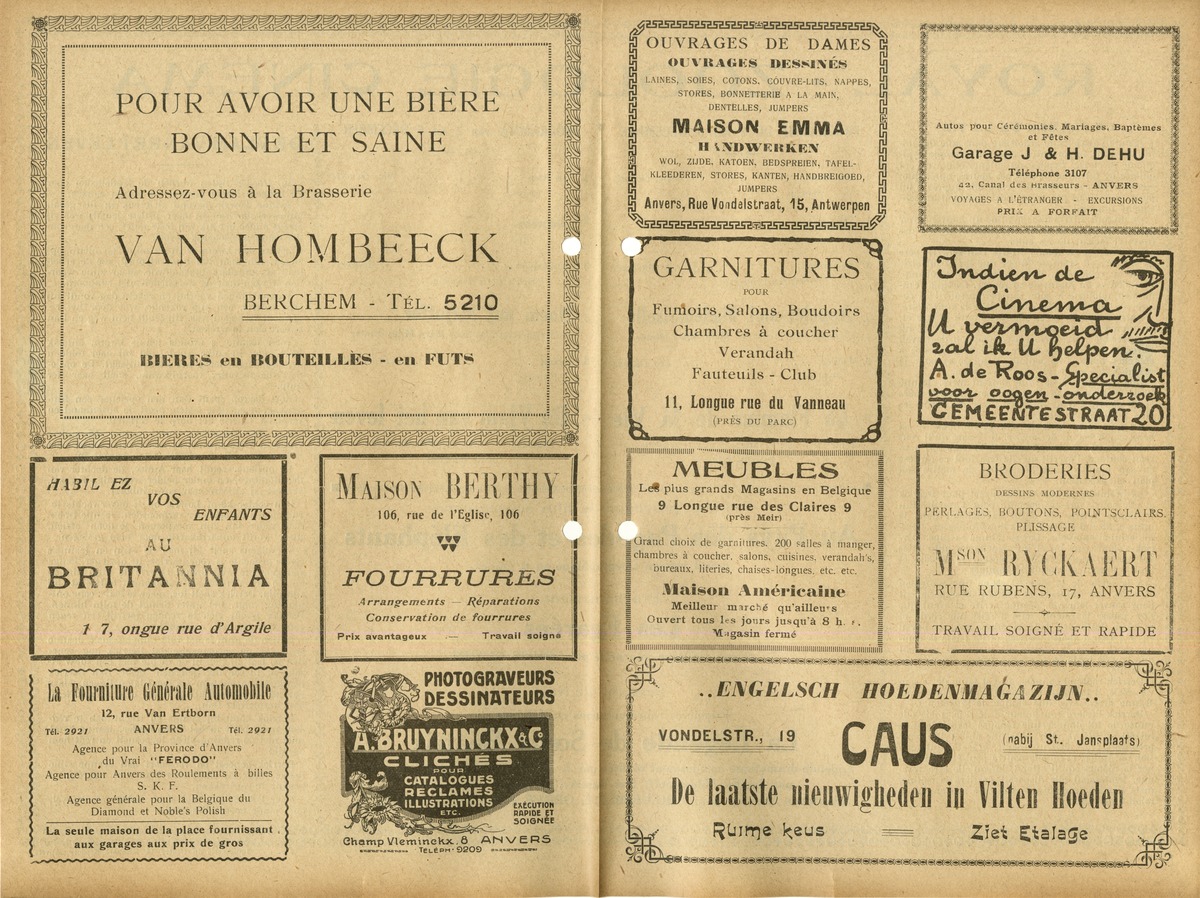 POUR AVOIR UNE BIÈRE
BONNE ET SAINE
Adressez-vous à la Brasserie
VAN HOMBEECK
BERCHEM - TÉL. 5210
BIERES en BOUTEILLES - en FUTS
HABIL EZ
VOS
ENFANTS
AU
BRITANNIA
1 7, ongue rue d'Argile
MAISON BERTHY
106, rue de l'Eglise, 106
FOURRURES
Arrangements — Réparations
Conservation de fourrures
Prix avantageux — Travail soigné
La Fourniture Générale Automobile
12, rue Van Ertborn
Tél. 2921 ANVERS Tél. 2921
Agence pour la Province d'Anvers
du Vrai "FERODO"
Agence pour Anvers des Roulements à billes
S. K. F.
Agence générale pour la Belgique du
Diamond et Noble's Polish
La seule maison de la place fournissant
aux garages aux prix de gros
PHOTOGRAVEURS
DESSINATEURS
A. BRUYNINCKX & Co
CLICHÉS
POUR
CATALOGUES
RECLAMES
ILLUSTRATIONS
ETC.
EXÉCUTION
RAPIDE ET
SOIGNÉE
Champ Vleminckx. 8 ANVERS
TELEPH·9209
OUVRAGES DE DAMES
OUVRAGES DESSINÉS
LAINES, SOIES, COTONS, COUVRE-LITS, NAPPES,
STORES, BONNETTERIE A LA MAIN,
DENTELLES, JUMPERS
MAISON EMMA
HANDWERKEN
WOL, ZIJDE, KATOEN, BEDSPREIEN, TAFEL-
KLEEDEREN, STORES, KANTEN, HANDBREIGOED,
JUMPERS
Anvers, Rue Vondelstraat, 15, Antwerpen
Autos pour Cérémonies, Mariages, Baptèmes
et Fêtes
Garage J & H. DEHU
Téléphone 3107
42, Canal des Brasseurs - ANVERS
VOYAGES A L'ÉTRANGER - EXCURSIONS
PRIX A FORFAIT
GARNITURES
POUR
Fumoirs, Salons, Boudoirs
Chambres à coucher
Verandah
Fauteuils - Club
11, Longue rue du Vanneau
(PRÈS DU PARC)
Indien de
Cinema
U vermoeid
zal ik U helpen.
A. de Roos - Specialist
voor oogen-onderzoek
GEMEENTESTRAAT 20
MEUBLES
Les plus grands Magasins en Belgique
9 Longue rue des Claires 9
(près Meir)
Grand choix de garnitures. 200 salles à manger,
chambres à coucher, salons, cuisines, verandah's,
bureaux, literies, chaises-longues, etc. etc.
Maison Américaine
Meilleur marché qu'ailleurs
Ouvert tous les jours jusqu'à 8 h. s.
Magasin fermé
BRODERIES
DESSINS MODERNES
PERLAGES, BOUTONS, POINTSCLAIRS,
PLISSAGE
MSON RYCKAERT
RUE RUBENS, 17, ANVERS
TRAVAIL SOIGNÉ ET RAPIDE
..ENGELSCH HOEDENMAGAZIJN..
VONDELSTR., 19 CAUS (nabij St. Jansplaats)
De laatste nieuwigheden in Vilten Hoeden
Ruime keus Ziet Etalage